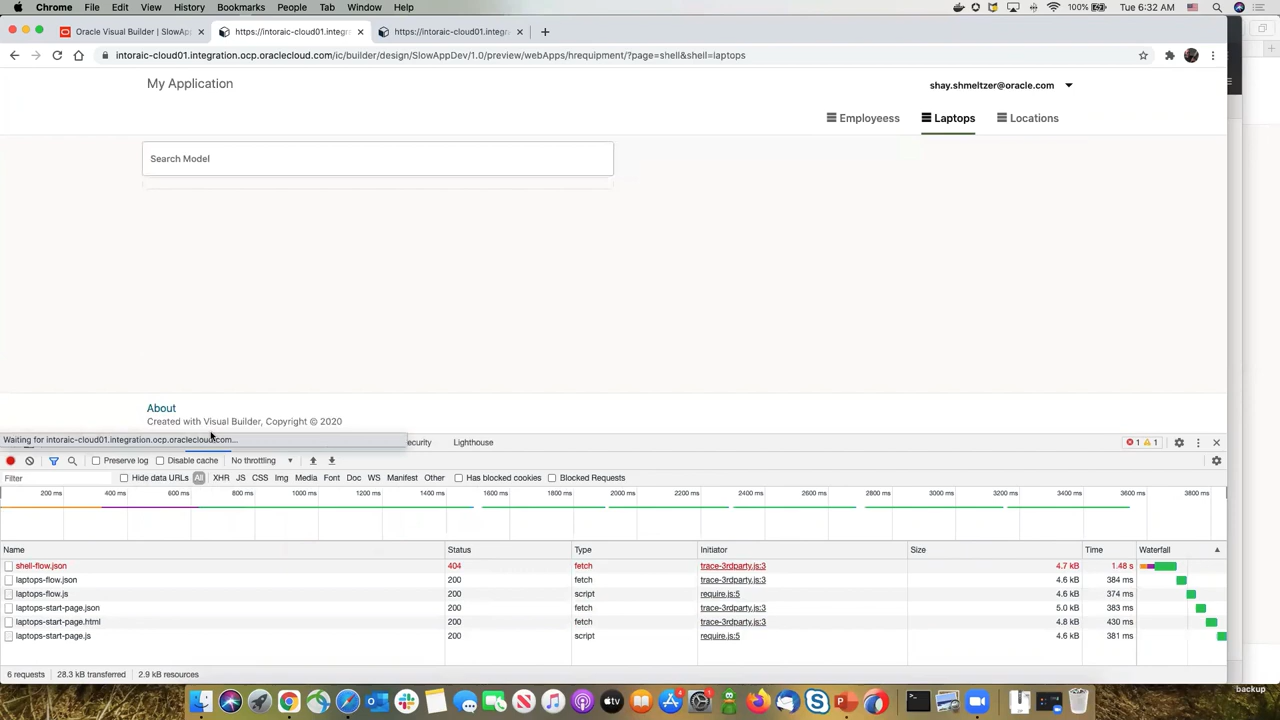 Chrome File Edit View History Bookmarks People Tab Window Help 100% Tue 6:32 AM
Oracle Visual Builder | SlowApp × https://intoraic-cloud01.integr × https://intoraic-cloud01.integra × +
intoraic-cloud01.integration.ocp.oraclecloud.com/ic/builder/design/SlowAppDev/1.0/preview/webApps/hrequipment/?page=shell&shell=laptops
My Application
shay.shmeltzer@oracle.com
Employeess Laptops Locations
Search Model
About
Created with Visual Builder, Copyright © 2020
Waiting for intoraic-cloud01.integration.ocp.oraclecloud.com... ecurity Lighthouse 1 1
Preserve log Disable cache No throttling
Filter Hide data URLs All XHR JS CSS Img Media Font Doc WS Manifest Other Has blocked cookies Blocked Requests
200 ms 400 ms 600 ms 800 ms 1000 ms 1200 ms 1400 ms 1600 ms 1800 ms 2000 ms 2200 ms 2400 ms 2600 ms 2800 ms 3000 ms 3200 ms 3400 ms 3600 ms 3800 ms
Name Status Type Initiator Size Time Waterfall
shell-flow.json 404 fetch trace-3rdparty.js:3 4.7 kB 1.48 s
laptops-flow.json 200 fetch trace-3rdparty.js:3 4.6 kB 384 ms
laptops-flow.js 200 script require.js:5 4.6 kB 374 ms
laptops-start-page.json 200 fetch trace-3rdparty.js:3 5.0 kB 383 ms
laptops-start-page.html 200 fetch trace-3rdparty.js:3 4.8 kB 430 ms
laptops-start-page.js 200 script require.js:5 4.6 kB 381 ms
6 requests 28.3 kB transferred 2.9 kB resources
backup